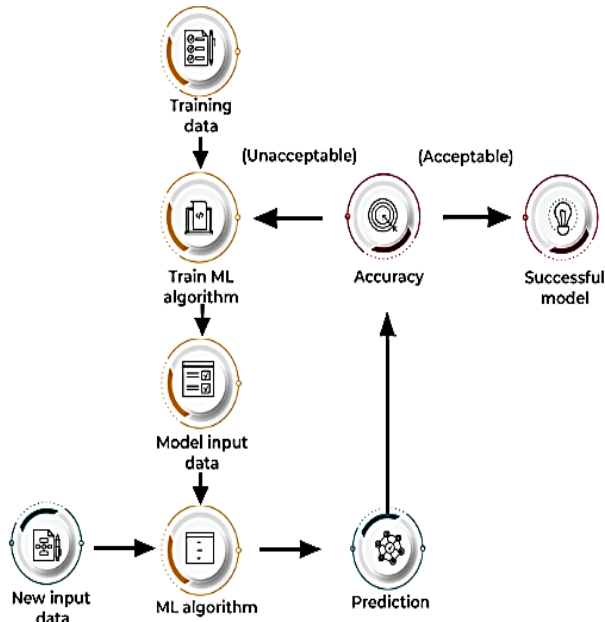 Training
data
(Unacceptable)
(Acceptable)
Train ML
algorithm
Accuracy
Successful
model
Model input
data
New input
data
ML algorithm
Prediction